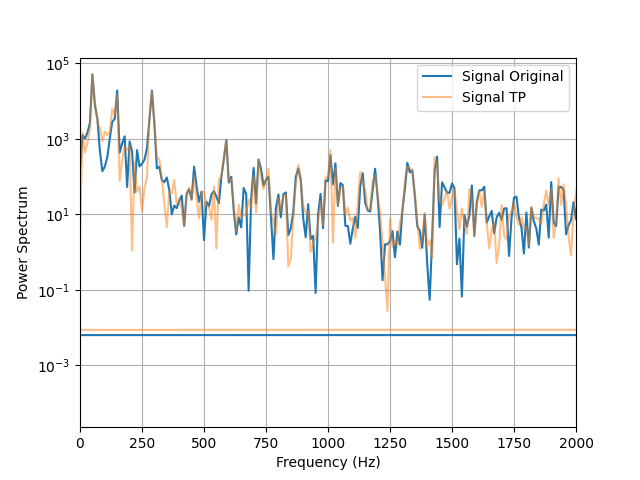 Signal Original
Signal TP
10^5
10^3
10^1
10^-1
10^-3
Power Spectrum
0 250 500 750 1000 1250 1500 1750 2000
Frequency (Hz)